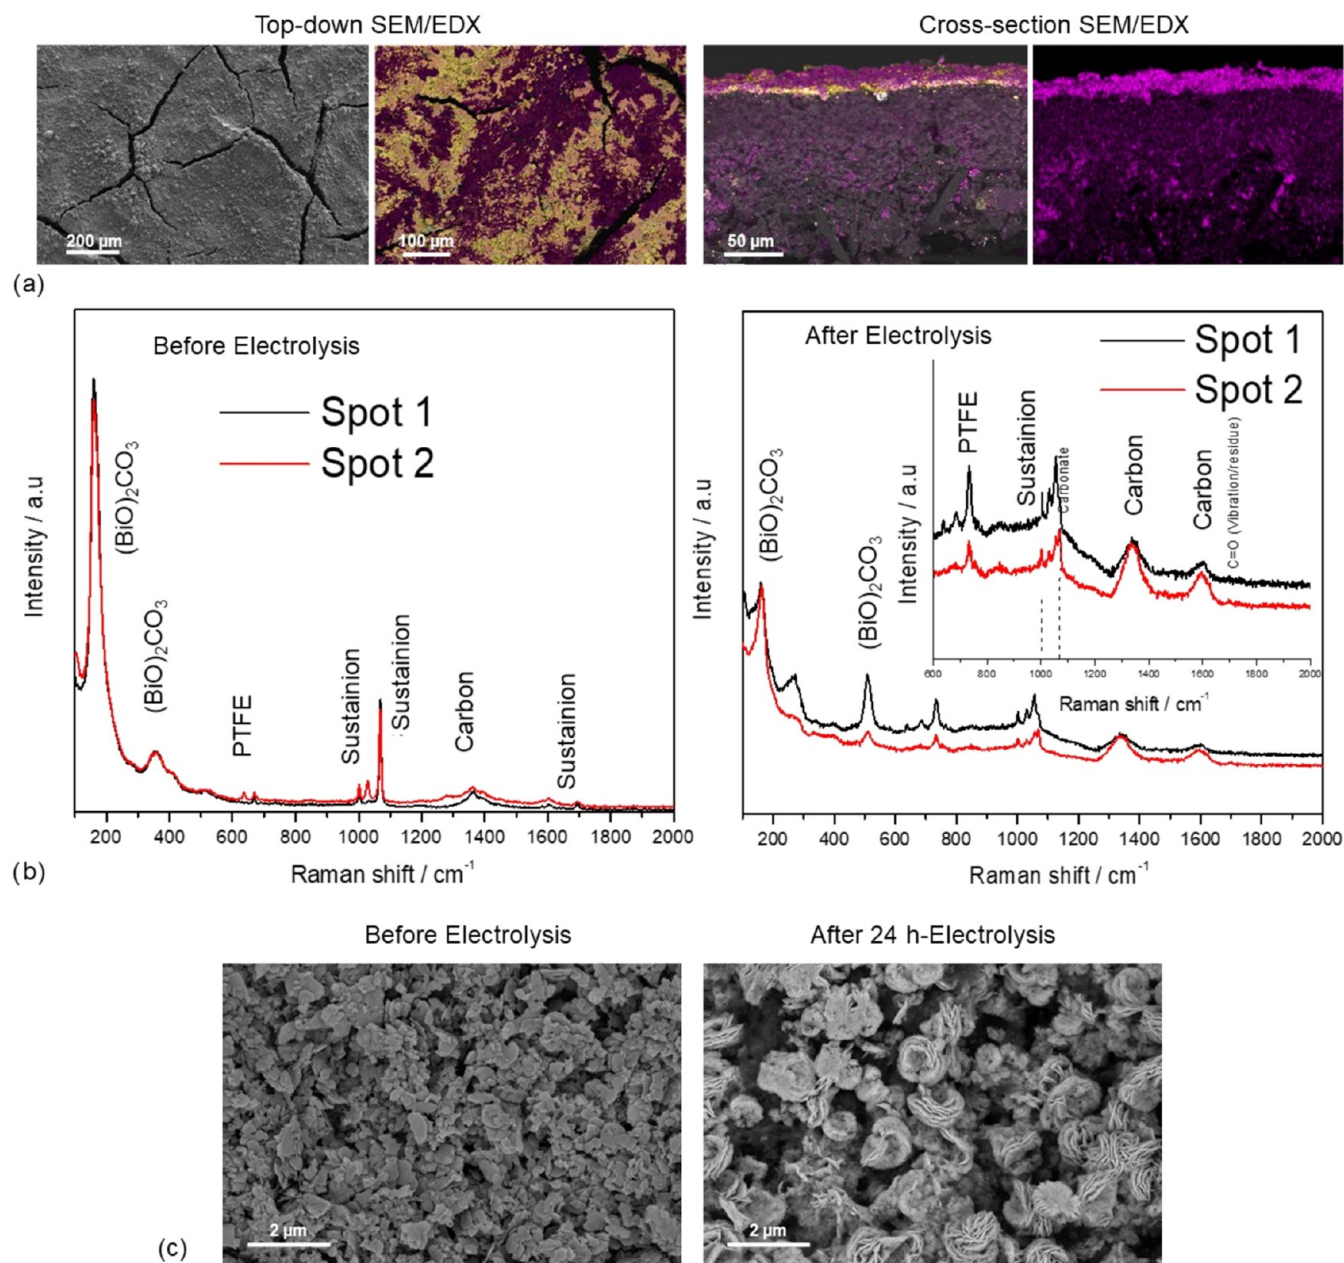 Top-down SEM/EDX
Cross-section SEM/EDX
200 µm
100 µm
50 µm
(a)
Before Electrolysis
Spot 1
Spot 2
(BiO)₂CO₃
(BiO)₂CO₃
PTFE
Sustainion
Sustainion
Carbon
Sustainion
Intensity / a.u
200 400 600 800 1000 1200 1400 1600 1800 2000
Raman shift / cm⁻¹
After Electrolysis
Spot 1
Spot 2
(BiO)₂CO₃
(BiO)₂CO₃
Intensity / a.u
PTFE
Sustainion
Carbonate
Carbon
Carbon
C=O (Vibration/residue)
Intensity / a.u
600 800 1000 1200 1400 1600 1800 2000
Raman shift / cm⁻¹
200 400 600 800 1000 1200 1400 1600 1800 2000
Raman shift / cm⁻¹
(b)
Before Electrolysis
After 24 h-Electrolysis
2 µm
2 µm
(c)